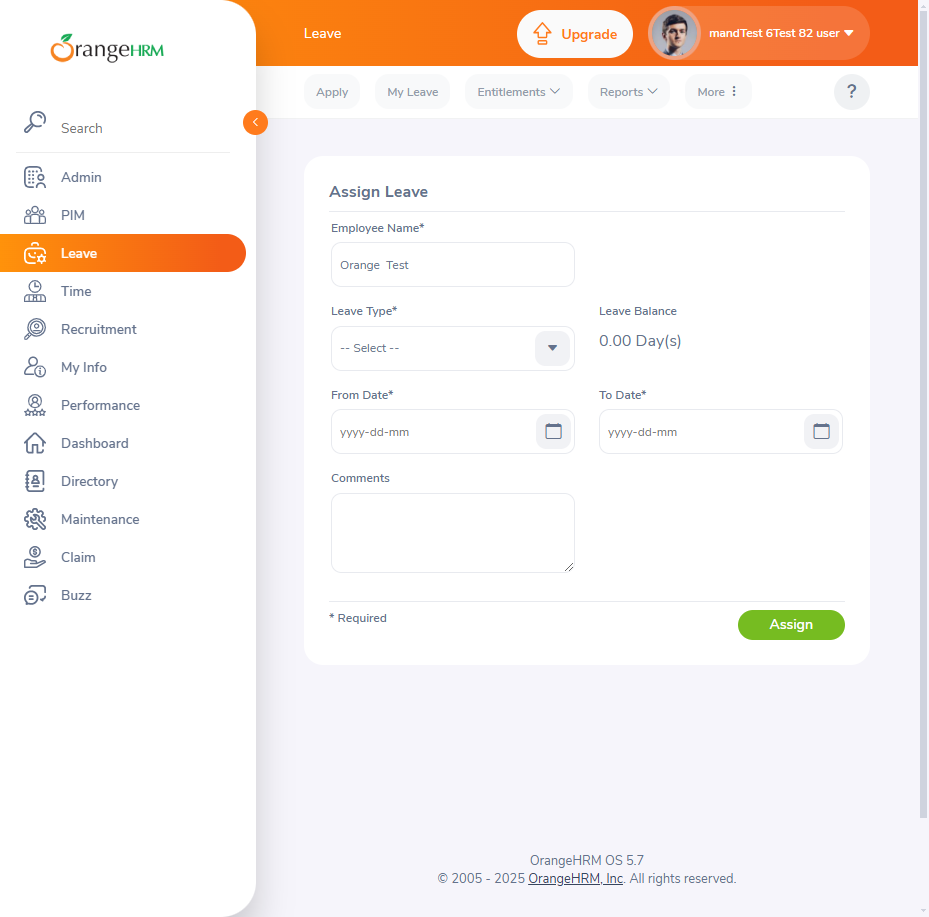 OrangeHRM
Leave
Upgrade
mandTest 6Test 82 user
Apply
My Leave
Entitlements
Reports
More
?
Search
Admin
PIM
Leave
Time
Recruitment
My Info
Performance
Dashboard
Directory
Maintenance
Claim
Buzz
Assign Leave
Employee Name*
Orange  Test
Leave Type*
Leave Balance
-- Select --
0.00 Day(s)
From Date*
To Date*
yyyy-dd-mm
yyyy-dd-mm
Comments
* Required
Assign
OrangeHRM OS 5.7
© 2005 - 2025 OrangeHRM, Inc. All rights reserved.